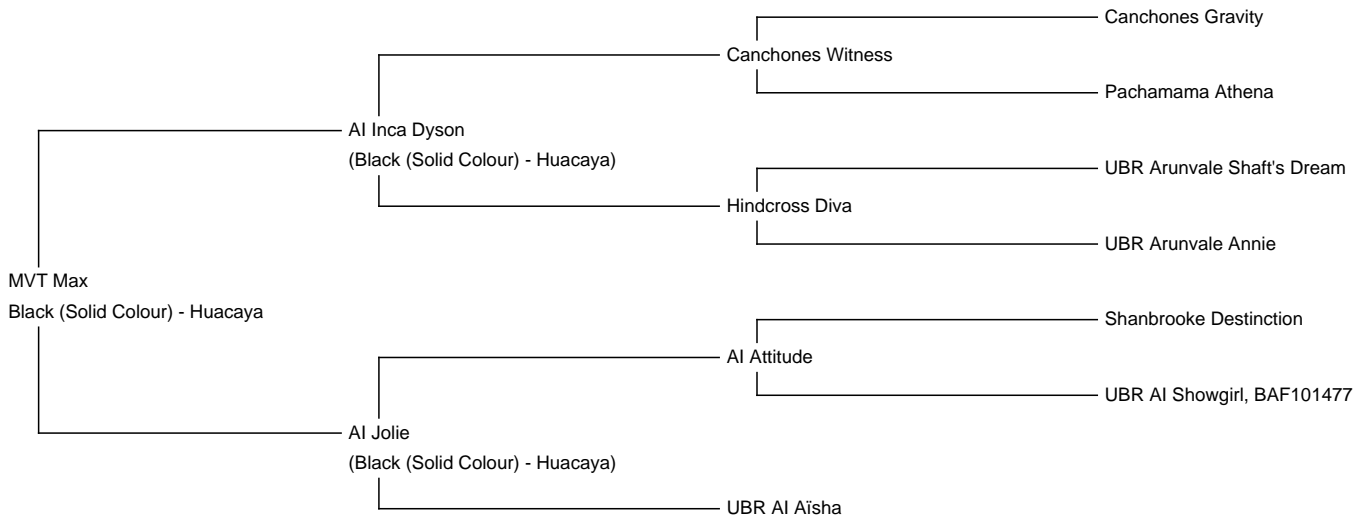 Canchones Gravity
Canchones Witness
Pachamama Athena
AI Inca Dyson
(Black (Solid Colour) - Huacaya)
UBR Arunvale Shaft's Dream
Hindcross Diva
UBR Arunvale Annie
MVT Max
Black (Solid Colour) - Huacaya
Shanbrooke Destinction
AI Attitude
UBR AI Showgirl, BAF101477
AI Jolie
(Black (Solid Colour) - Huacaya)
UBR AI Aïsha